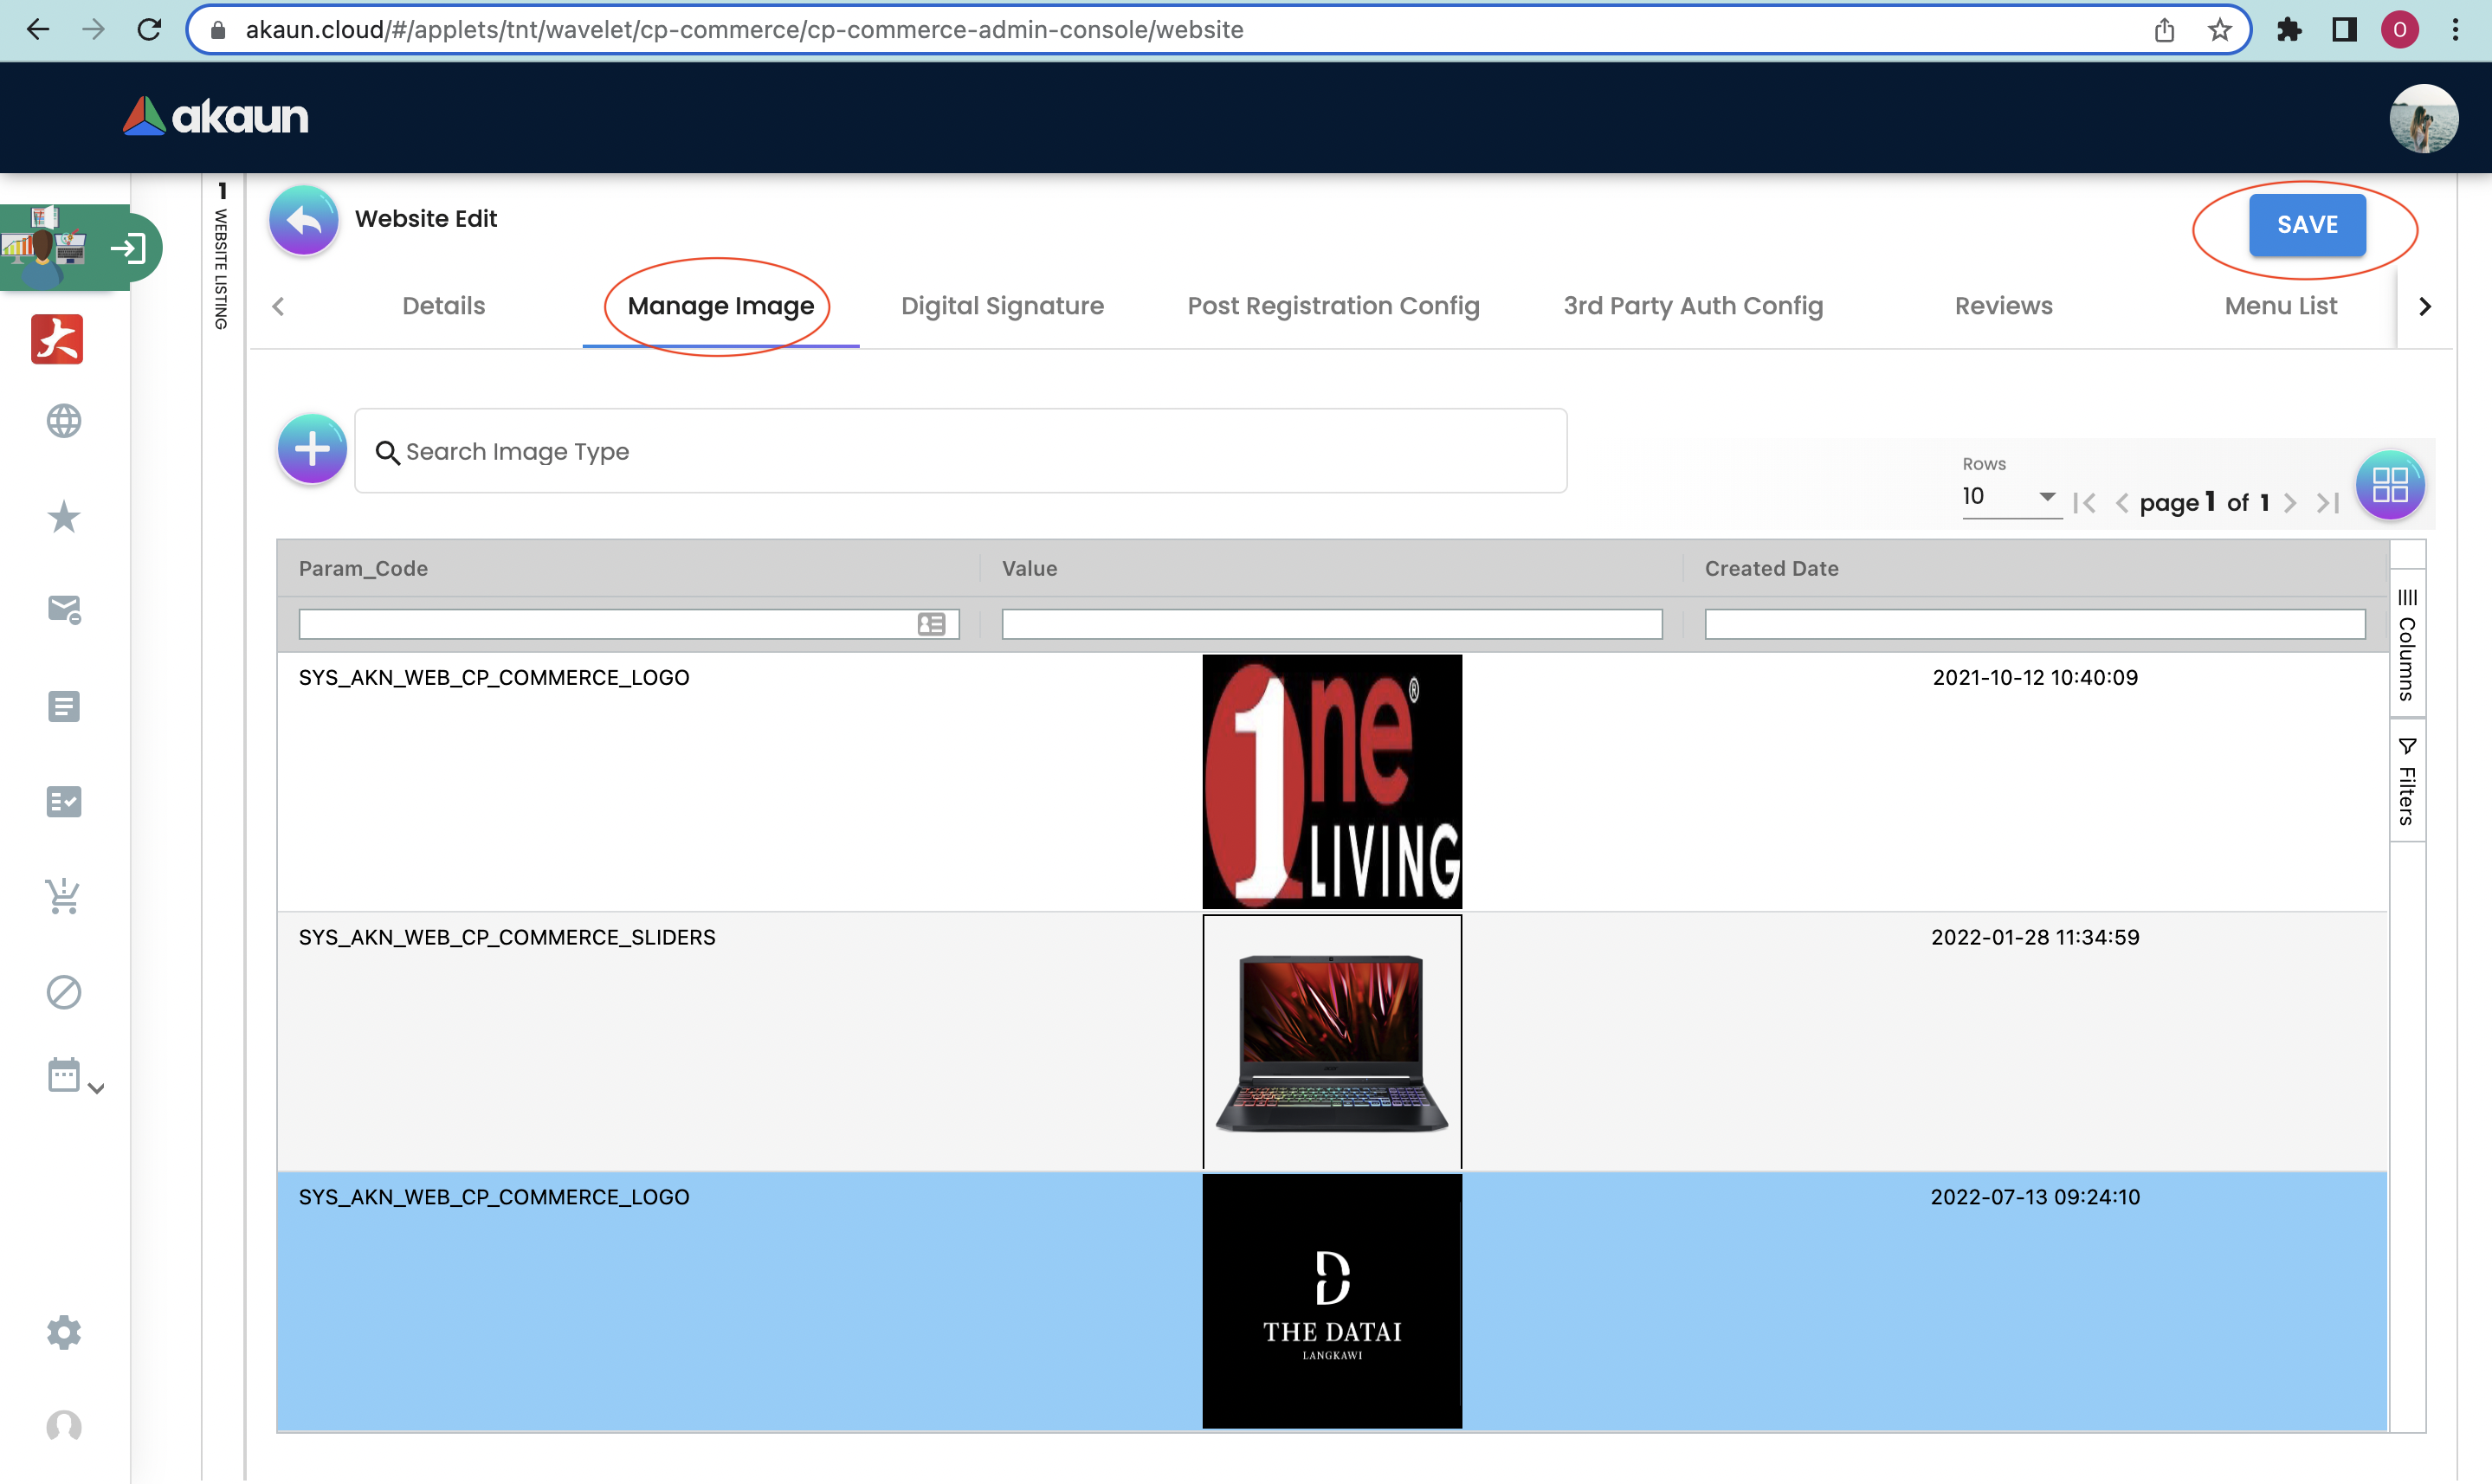 akaun.cloud/#/applets/tnt/wavelet/cp-commerce/cp-commerce-admin-console/website
O
akaun
1 WEBSITE LISTING
Website Edit
SAVE
Details
Manage Image
Digital Signature
Post Registration Config
3rd Party Auth Config
Reviews
Menu List
Search Image Type
Rows
10
page 1 of 1
Param_Code
Value
Created Date
Columns
Filters
SYS_AKN_WEB_CP_COMMERCE_LOGO
1ne®
LIVING
2021-10-12 10:40:09
SYS_AKN_WEB_CP_COMMERCE_SLIDERS
2022-01-28 11:34:59
SYS_AKN_WEB_CP_COMMERCE_LOGO
D
THE DATAI
LANGKAWI
2022-07-13 09:24:10